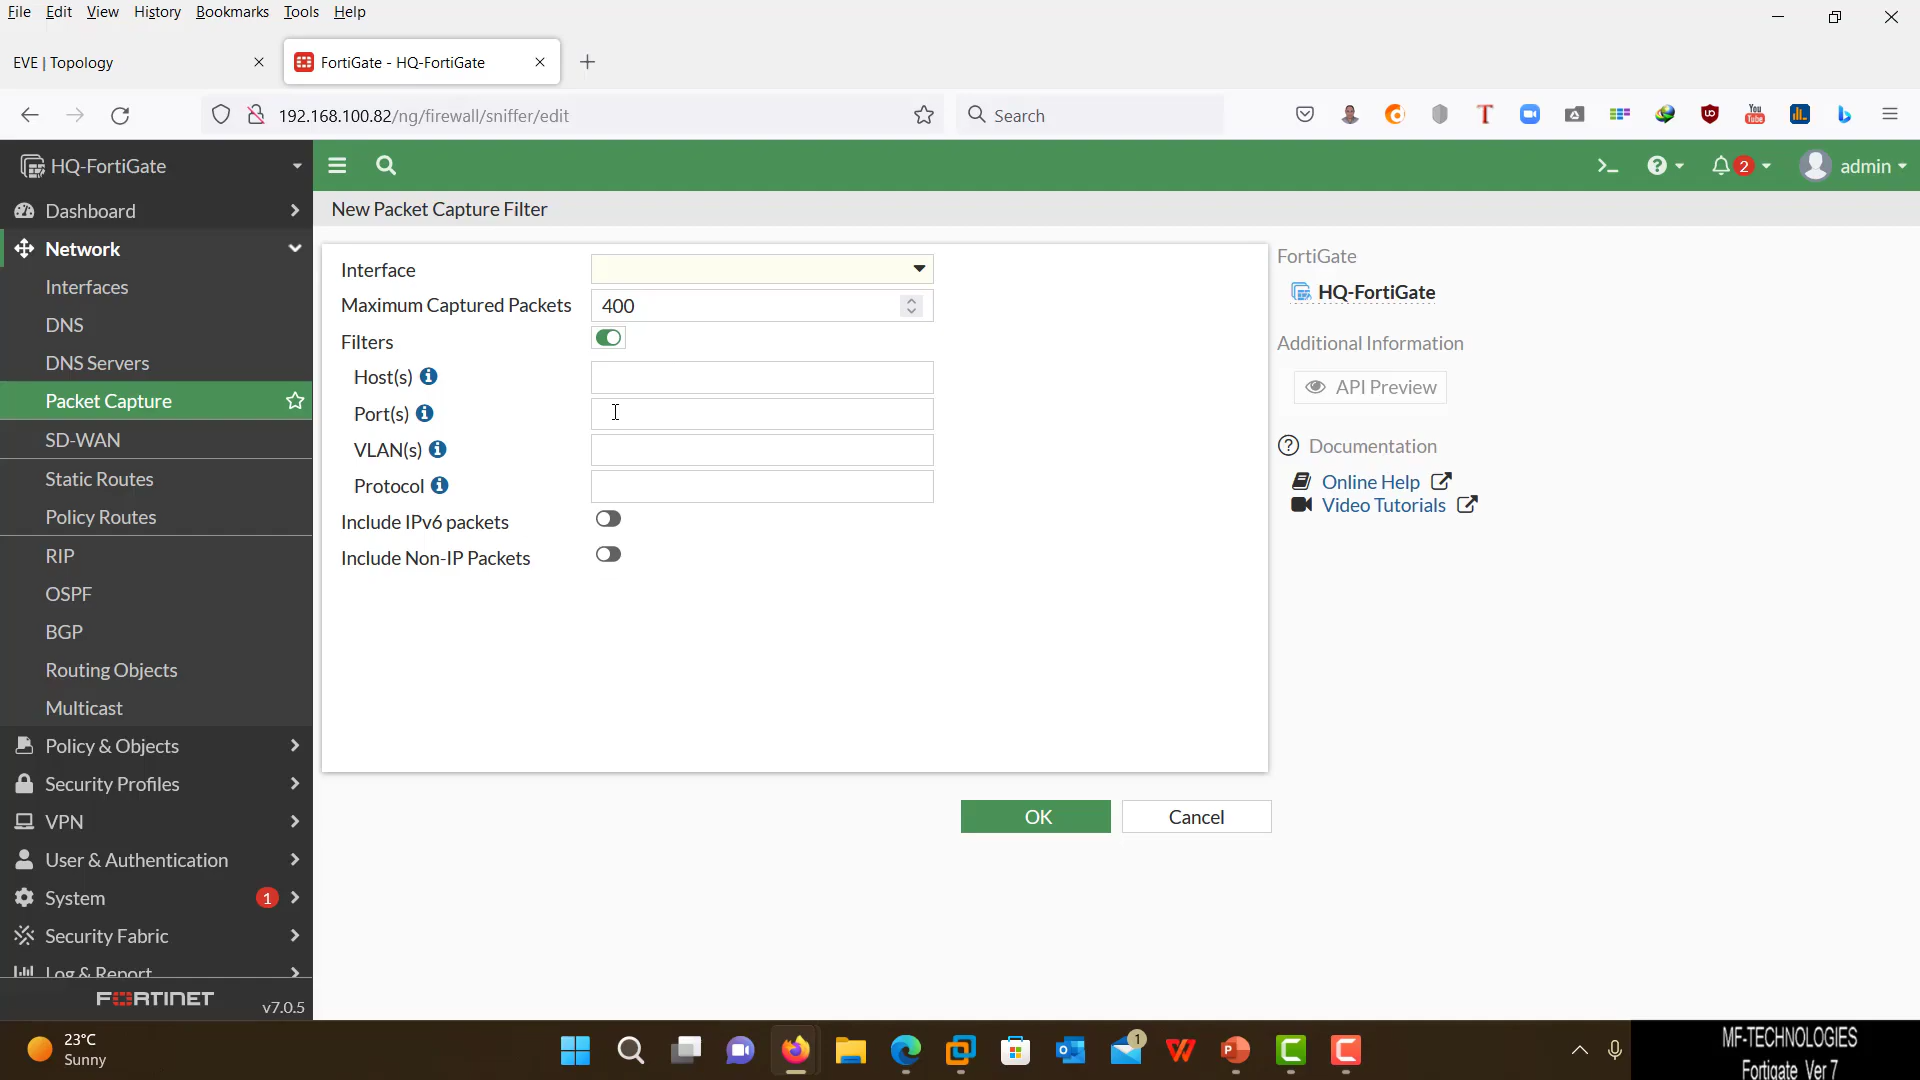 File Edit View History Bookmarks Tools Help
EVE | Topology
FortiGate - HQ-FortiGate
192.168.100.82/ng/firewall/sniffer/edit
Search
HQ-FortiGate
2
admin
Dashboard
Network
Interfaces
DNS
DNS Servers
Packet Capture
SD-WAN
Static Routes
Policy Routes
RIP
OSPF
BGP
Routing Objects
Multicast
Policy & Objects
Security Profiles
VPN
User & Authentication
System 1
Security Fabric
Log & Report
FORTINET
v7.0.5
New Packet Capture Filter
Interface
Maximum Captured Packets 400
Filters
Host(s)
Port(s)
VLAN(s)
Protocol
Include IPv6 packets
Include Non-IP Packets
OK
Cancel
FortiGate
HQ-FortiGate
Additional Information
API Preview
Documentation
Online Help
Video Tutorials
23°C
Sunny
1
MF-TECHNOLOGIES
Fortigate Ver 7